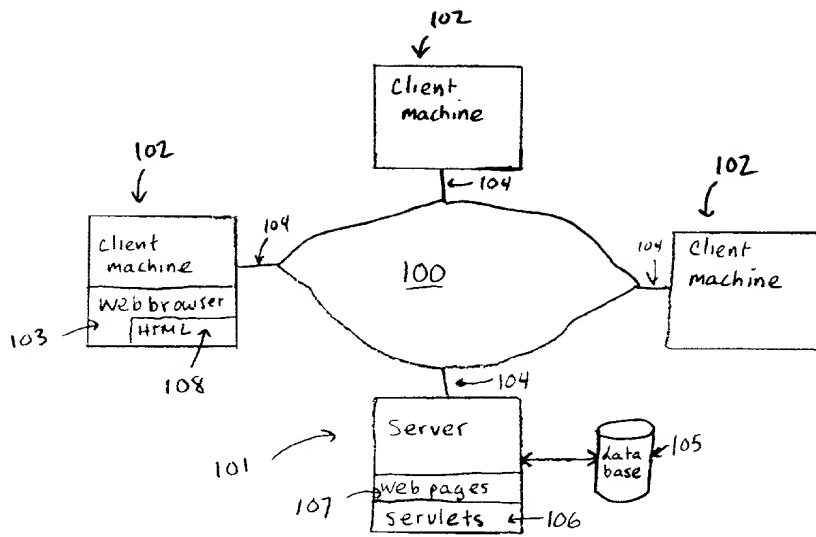 102
Client
machine
102
104
102
104
Client
machine
100
104
Client
machine
Web browser
HTML
103
108
104
Server
101
data
base
105
Web pages
107
Servlets
106